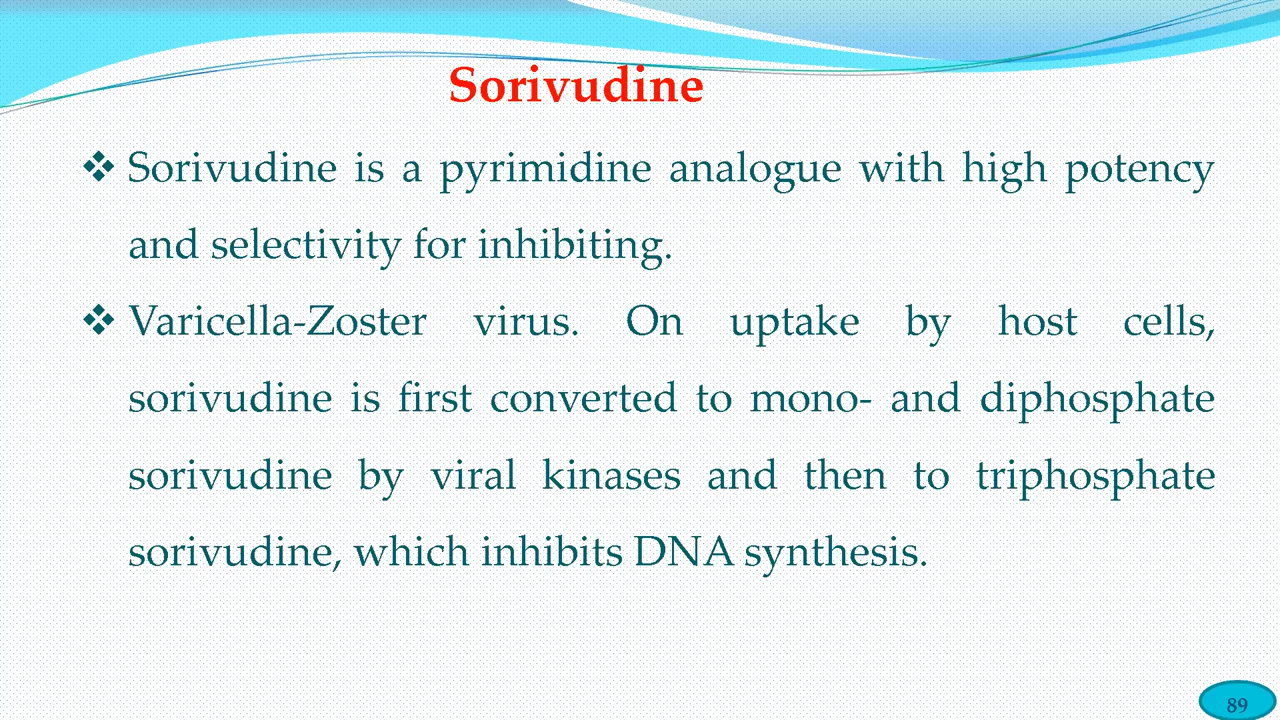 Sorivudine
❖ Sorivudine is a pyrimidine analogue with high potency
and selectivity for inhibiting.
❖ Varicella-Zoster virus. On uptake by host cells,
sorivudine is first converted to mono- and diphosphate
sorivudine by viral kinases and then to triphosphate
sorivudine, which inhibits DNA synthesis.
89